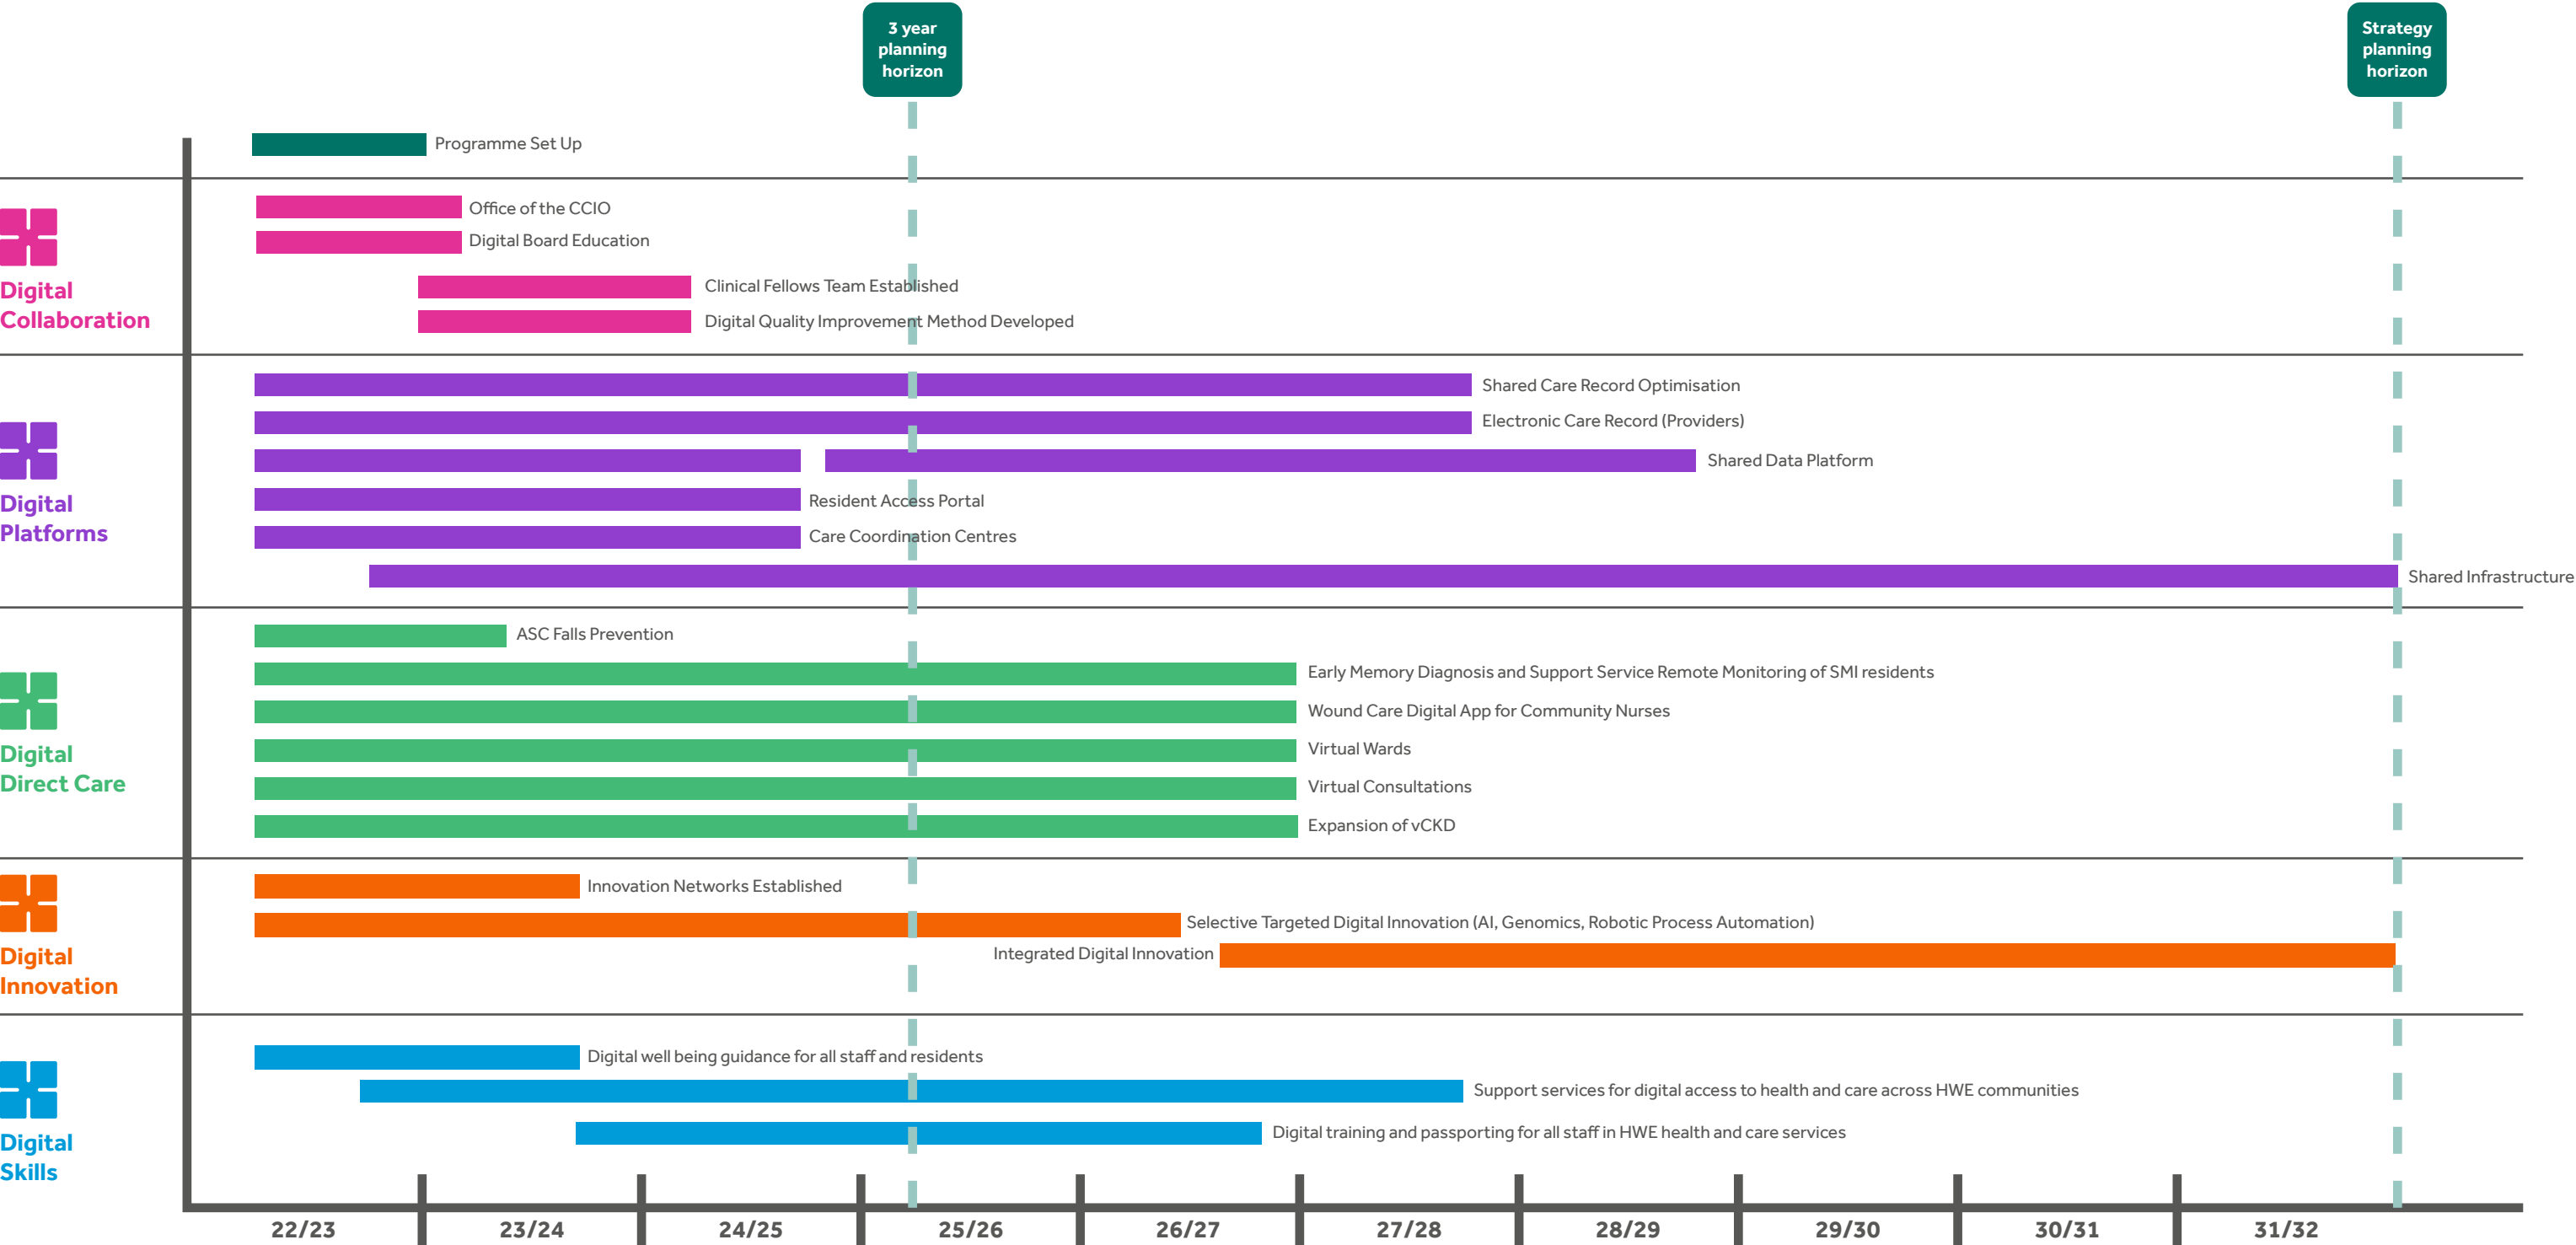 3 year
planning
horizon
Strategy
planning
horizon
Programme Set Up
Digital
Collaboration
Office of the CCIO
Digital Board Education
Clinical Fellows Team Established
Digital Quality Improvement Method Developed
Digital
Platforms
Shared Care Record Optimisation
Electronic Care Record (Providers)
Shared Data Platform
Resident Access Portal
Care Coordination Centres
Shared Infrastructure
Digital
Direct Care
ASC Falls Prevention
Early Memory Diagnosis and Support Service Remote Monitoring of SMI residents
Wound Care Digital App for Community Nurses
Virtual Wards
Virtual Consultations
Expansion of vCKD
Digital
Innovation
Innovation Networks Established
Selective Targeted Digital Innovation (AI, Genomics, Robotic Process Automation)
Integrated Digital Innovation
Digital
Skills
Digital well being guidance for all staff and residents
Support services for digital access to health and care across HWE communities
Digital training and passporting for all staff in HWE health and care services
22/23 23/24 24/25 25/26 26/27 27/28 28/29 29/30 30/31 31/32